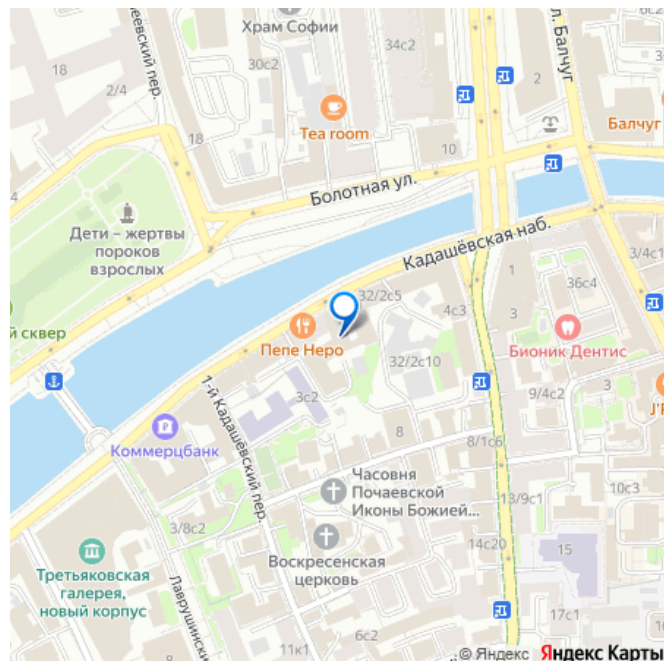 Храм Софии
34с2
30с2
18
2/4
18
Tea room
10
2
Балчуг
ул. Балчуг
Болотная ул.
Дети – жертвы
пороков
взрослых
Кадашёвская наб.
3/4с1
36с4
32/2с5
4с3
1
3
Пепе Неро
32/2с10
Бионик Дентис
й сквер
3с2
9/4с2
3
J'P
8
8/1с6
1-й Кадашёвский пер.
Коммерцбанк
Часовня
Почаевской
Иконы Божией...
10с3
13/9с1
3/8с2
14с20
15
Воскресенская
церковь
Третьяковская
галерея,
новый корпус
Лаврушински
17с1
6с2
11к1
© Яндекс Яндекс Карты